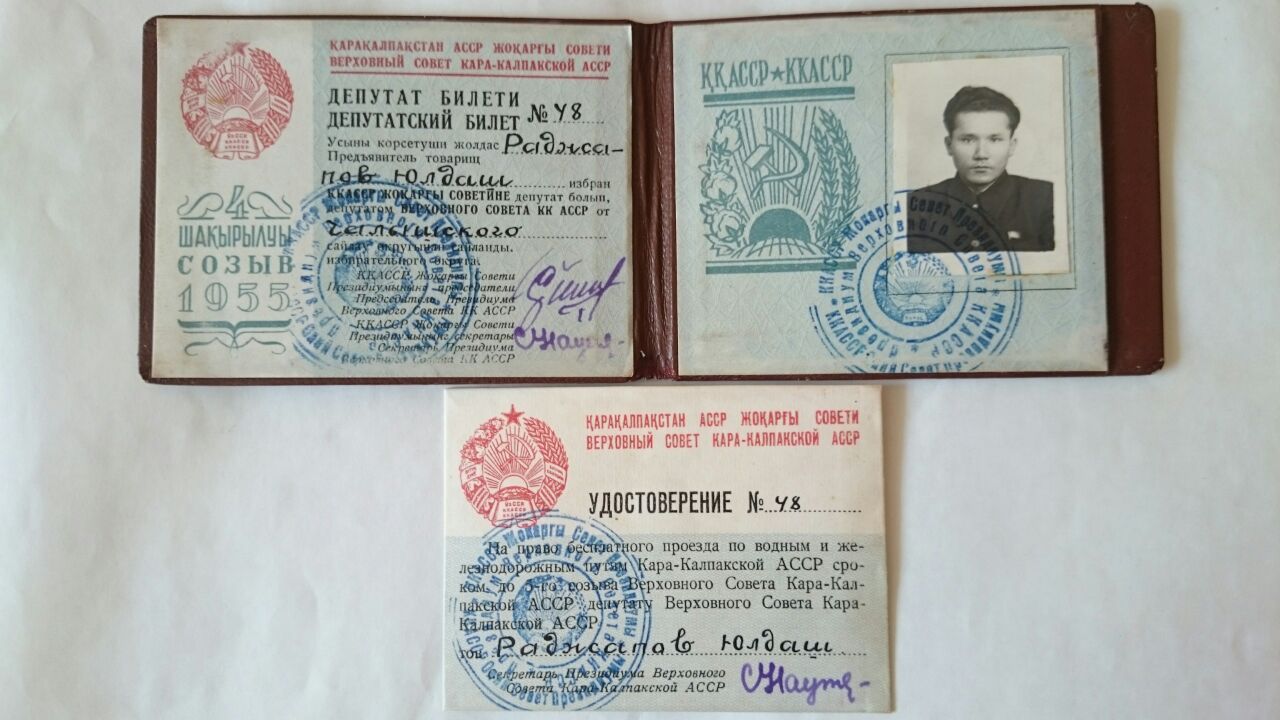 ҚАРАҚАЛПАҚСТАН АССР ЖОҚАРҒЫ СОВЕТИ
ВЕРХОВНЫЙ СОВЕТ КАРА-КАЛПАКСКОЙ АССР
ДЕПУТАТ БИЛЕТИ
ДЕПУТАТСКИЙ БИЛЕТ № 48
Усыны корсетуши жолдас Раджа-
Предъявитель товарищ
пов Юлдаш избран
ККАССР ЖОҚАРҒЫ СОВЕТИНЕ депутат болып,
депутатом ВЕРХОВНОГО СОВЕТА КК АССР от
сайлау округынан сайланды.
избирательного округа.
ККАССР Жоқарғы Совети
Президиумының председатели
Председатель Президиума
Верховного Совета КК АССР
ККАССР Жоқарғы Совети
Президиумының секретары
Секретарь Президиума
Верховного Совета КК АССР
4
ШАҚЫРЫЛУЫ
СОЗЫВ
1955
ҚҚАССР★ККАССР
ҚАРАҚАЛПАҚСТАН АССР ЖОҚАРҒЫ СОВЕТИ
ВЕРХОВНЫЙ СОВЕТ КАРА-КАЛПАКСКОЙ АССР
УДОСТОВЕРЕНИЕ № 48
На право бесплатного проезда по водным и же-
лезнодорожным путям Кара-Калпакской АССР сро-
ком до 5-го созыва Верховного Совета Кара-Кал-
пакской АССР депутату Верховного Совета Кара-
Калпакской АССР
тов. Раджапов Юлдаш
Секретарь Президиума Верховного
Совета Кара-Калпакской АССР